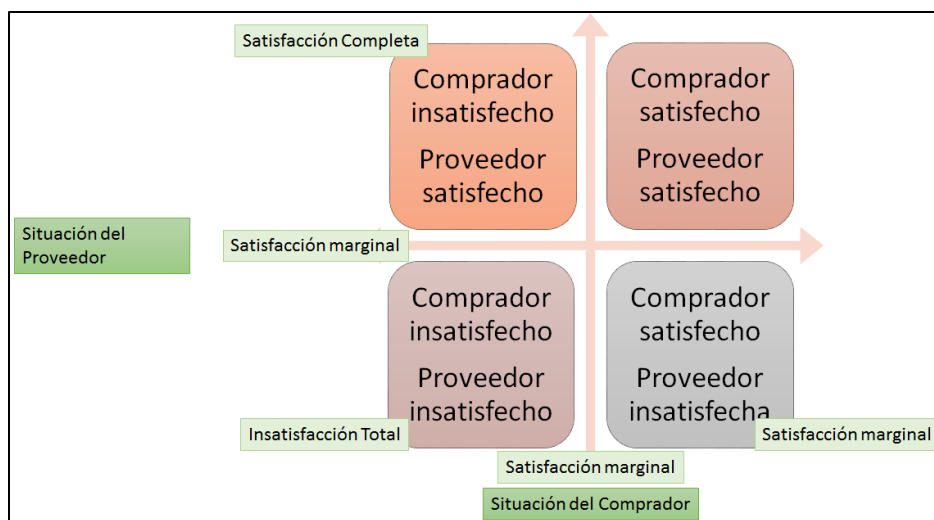 Satisfacción Completa
Comprador
insatisfecho
Proveedor
satisfecho
Comprador
satisfecho
Proveedor
satisfecho
Situación del
Proveedor
Satisfacción marginal
Comprador
insatisfecho
Proveedor
insatisfecho
Comprador
satisfecho
Proveedor
insatisfecha
Insatisfacción Total
Satisfacción marginal
Satisfacción marginal
Situación del Comprador